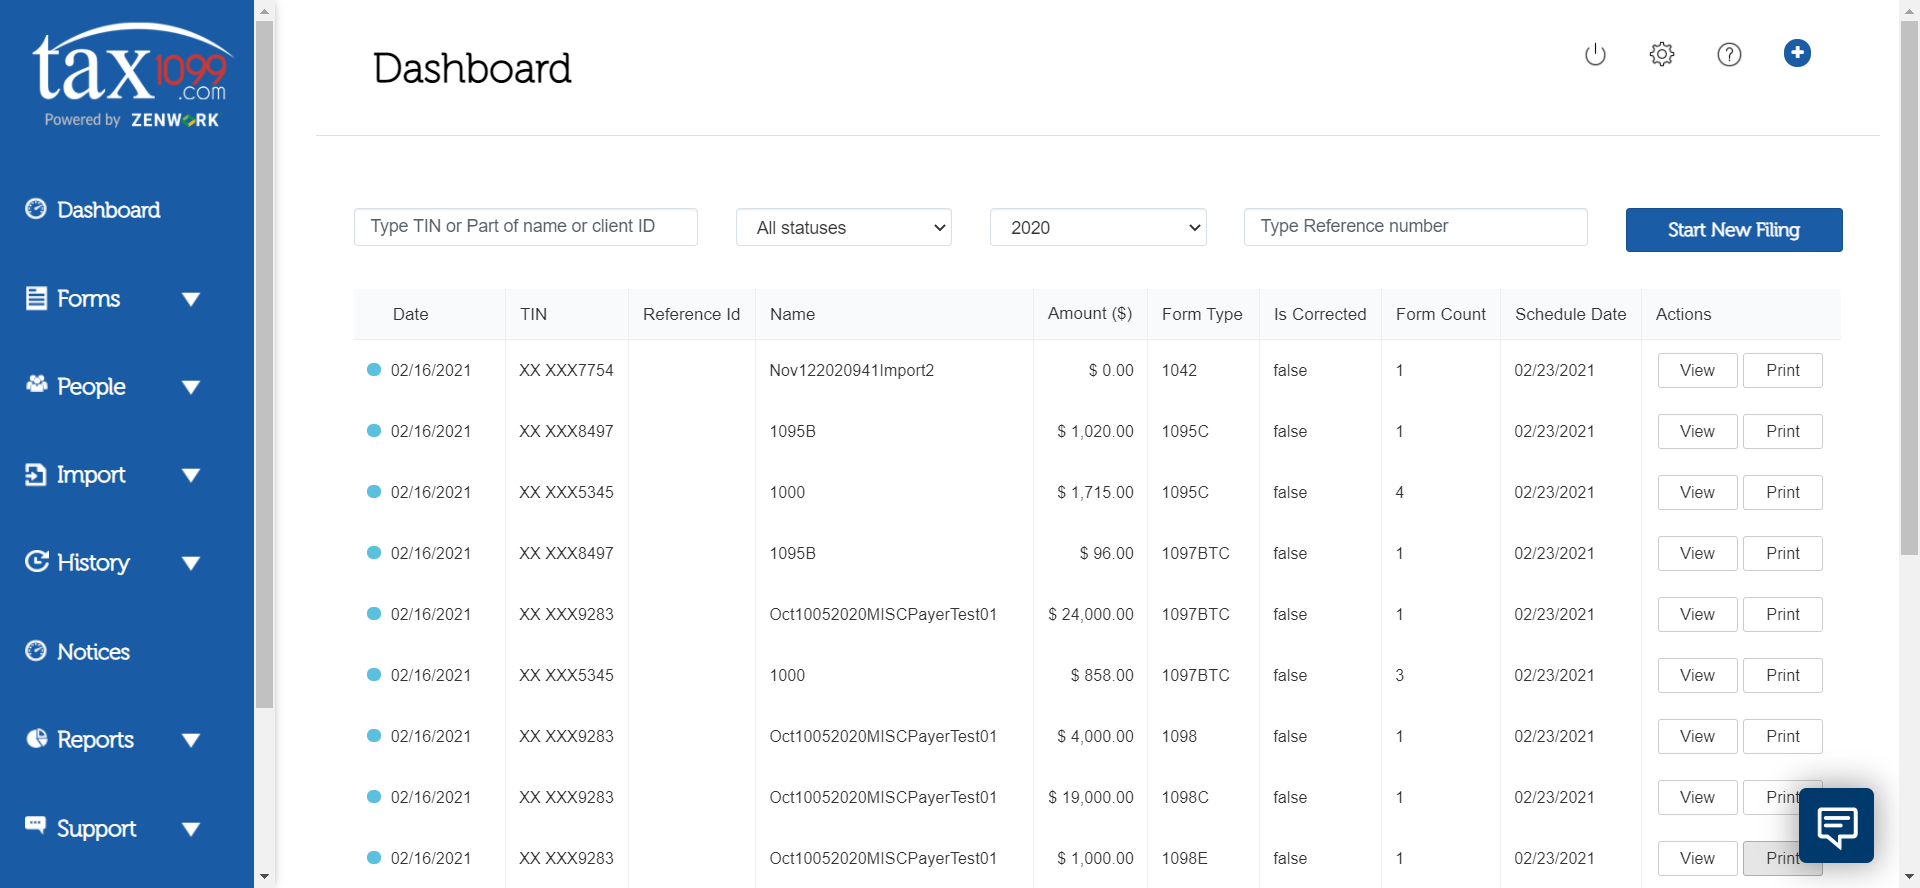 tax1099
.com
Powered by ZENWORK
Dashboard
Forms
People
Import
History
Notices
Reports
Support
Dashboard
Type TIN or Part of name or client ID
All statuses
2020
Type Reference number
Start New Filing
Date TIN Reference Id Name Amount ($) Form Type Is Corrected Form Count Schedule Date Actions
02/16/2021 XX XXX7754 Nov122020941Import2 $ 0.00 1042 false 1 02/23/2021 View Print
02/16/2021 XX XXX8497 1095B $ 1,020.00 1095C false 1 02/23/2021 View Print
02/16/2021 XX XXX5345 1000 $ 1,715.00 1095C false 4 02/23/2021 View Print
02/16/2021 XX XXX8497 1095B $ 96.00 1097BTC false 1 02/23/2021 View Print
02/16/2021 XX XXX9283 Oct10052020MISCPayerTest01 $ 24,000.00 1097BTC false 1 02/23/2021 View Print
02/16/2021 XX XXX5345 1000 $ 858.00 1097BTC false 3 02/23/2021 View Print
02/16/2021 XX XXX9283 Oct10052020MISCPayerTest01 $ 4,000.00 1098 false 1 02/23/2021 View Print
02/16/2021 XX XXX9283 Oct10052020MISCPayerTest01 $ 19,000.00 1098C false 1 02/23/2021 View Print
02/16/2021 XX XXX9283 Oct10052020MISCPayerTest01 $ 1,000.00 1098E false 1 02/23/2021 View Print